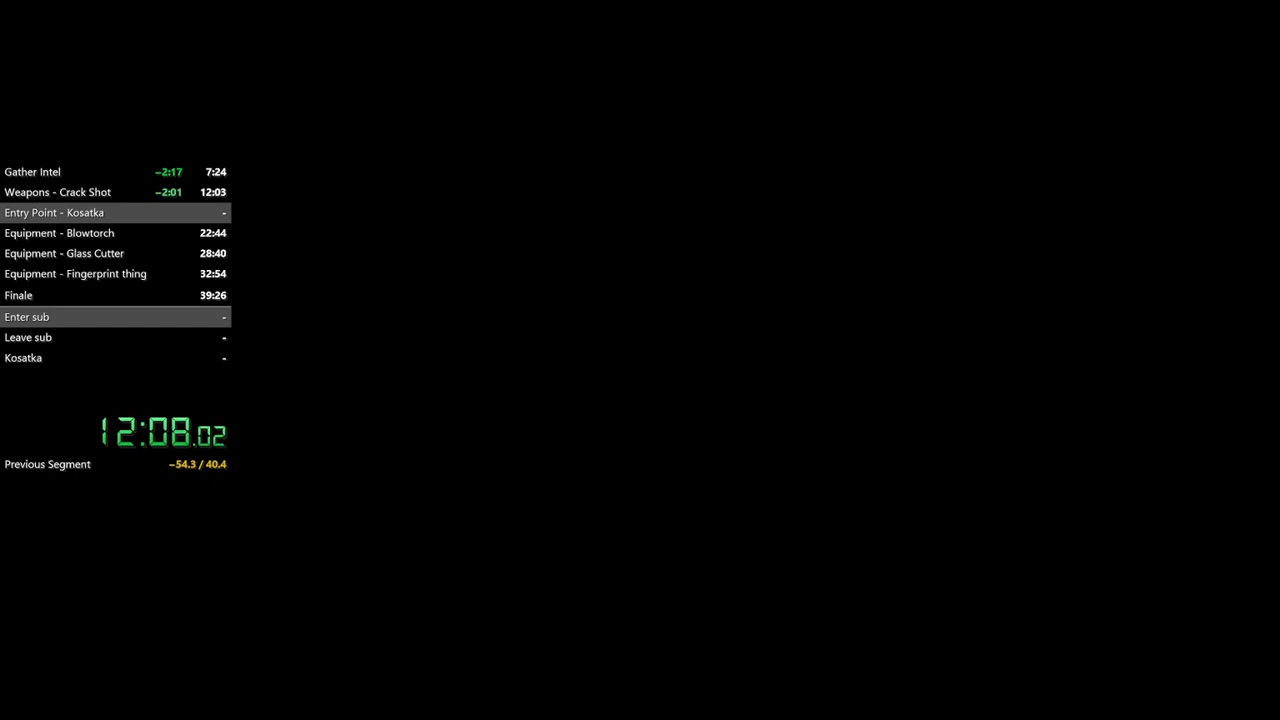 Gather Intel −2:17 7:24
Weapons - Crack Shot −2:01 12:03
Entry Point - Kosatka -
Equipment - Blowtorch 22:44
Equipment - Glass Cutter 28:40
Equipment - Fingerprint thing 32:54
Finale 39:26
Enter sub -
Leave sub -
Kosatka -
12:08.02
Previous Segment −54.3 / 40.4